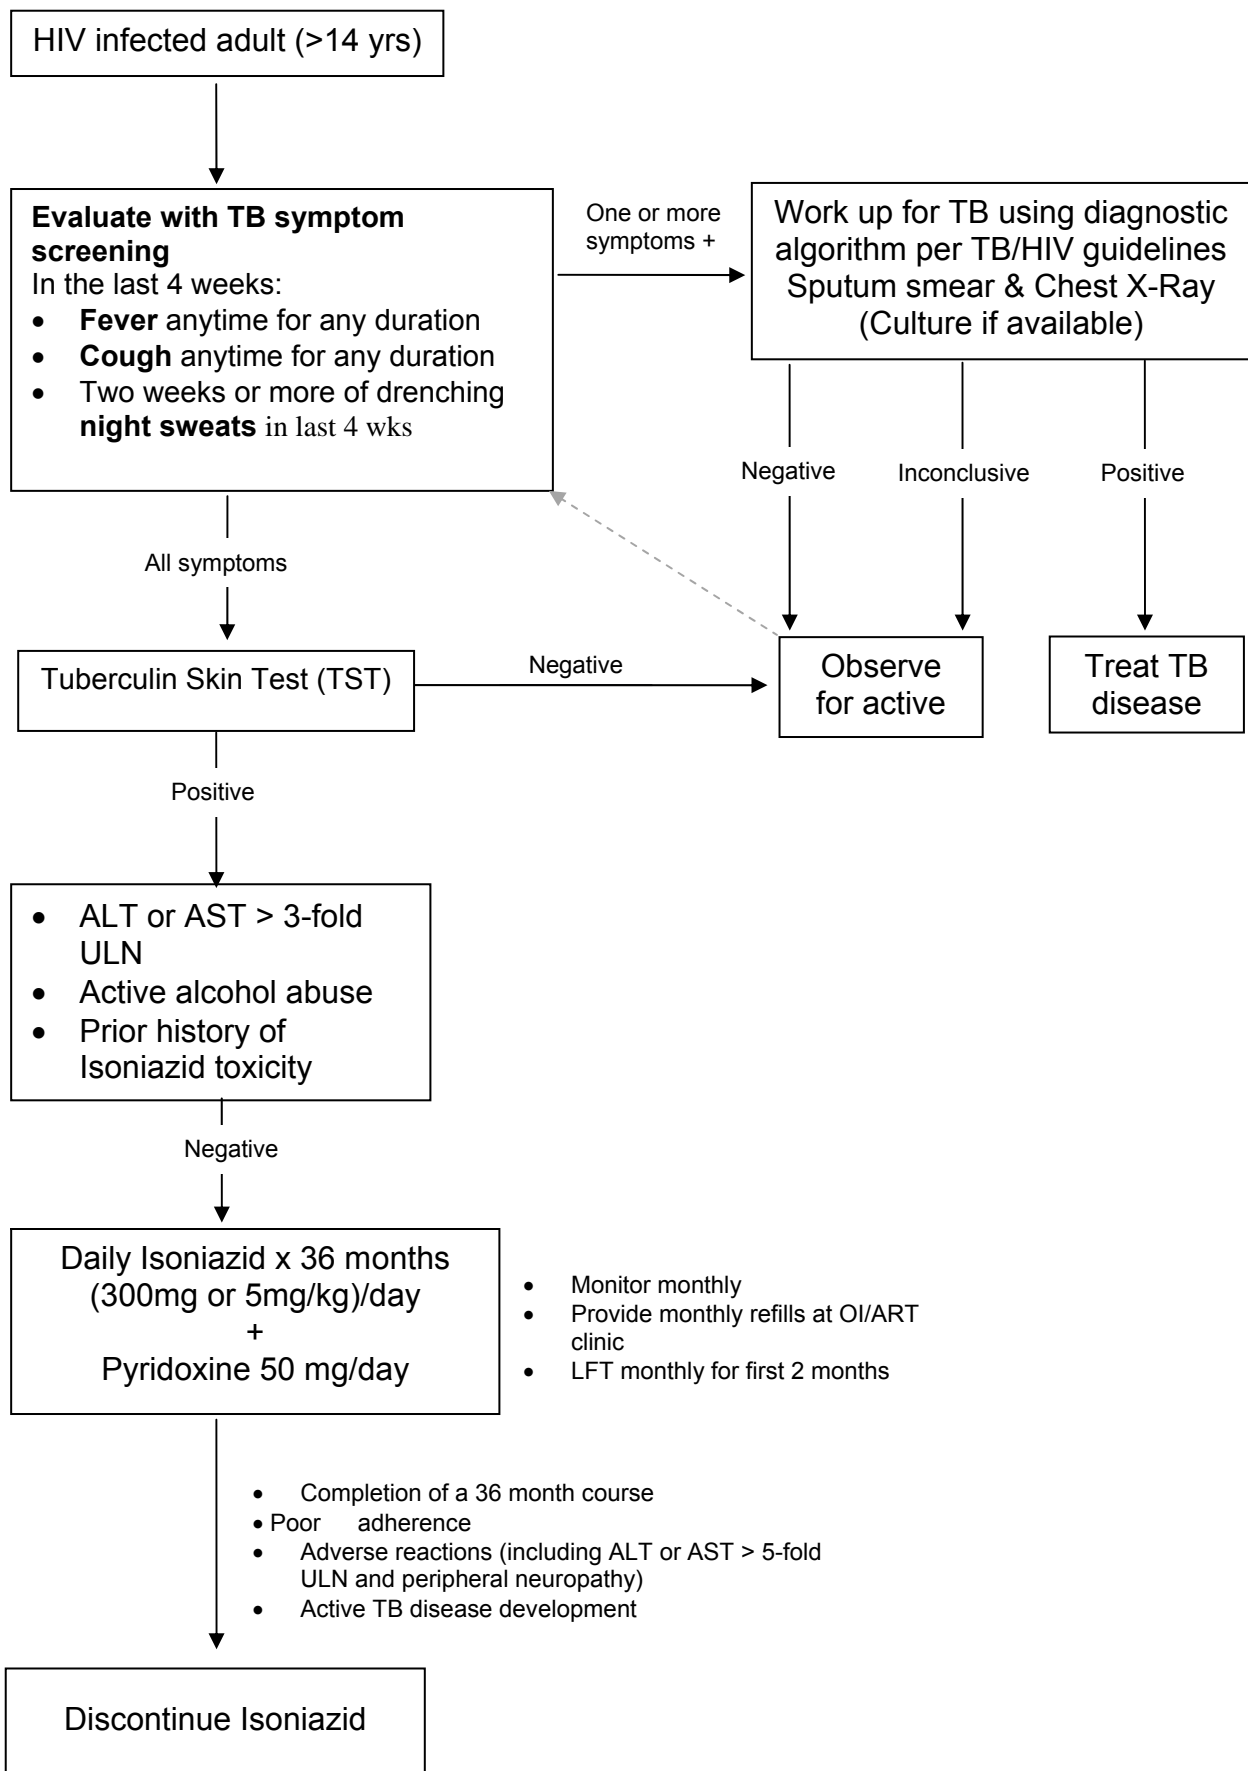 HIV infected adult (>14 yrs)
Evaluate with TB symptom
screening
In the last 4 weeks:
• Fever anytime for any duration
• Cough anytime for any duration
• Two weeks or more of drenching
night sweats in last 4 wks
One or more
symptoms +
Work up for TB using diagnostic
algorithm per TB/HIV guidelines
Sputum smear & Chest X-Ray
(Culture if available)
Negative
Inconclusive
Positive
All symptoms
Tuberculin Skin Test (TST)
Negative
Observe
for active
Treat TB
disease
Positive
• ALT or AST > 3-fold
ULN
• Active alcohol abuse
• Prior history of
Isoniazid toxicity
Negative
Daily Isoniazid x 36 months
(300mg or 5mg/kg)/day
+
Pyridoxine 50 mg/day
• Monitor monthly
• Provide monthly refills at OI/ART
clinic
• LFT monthly for first 2 months
• Completion of a 36 month course
• Poor adherence
• Adverse reactions (including ALT or AST > 5-fold
ULN and peripheral neuropathy)
• Active TB disease development
Discontinue Isoniazid